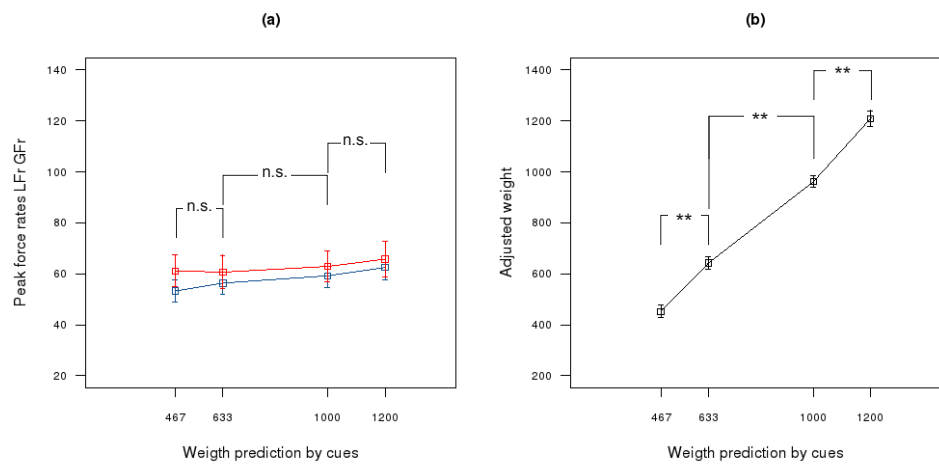 (a)
Peak force rates LFr GFr
140
120
100
80
60
40
20
n.s.
n.s.
n.s.
467
633
1000
1200
Weigth prediction by cues
(b)
Adjusted weight
1400
1200
1000
800
600
400
200
**
**
**
467
633
1000
1200
Weigth prediction by cues